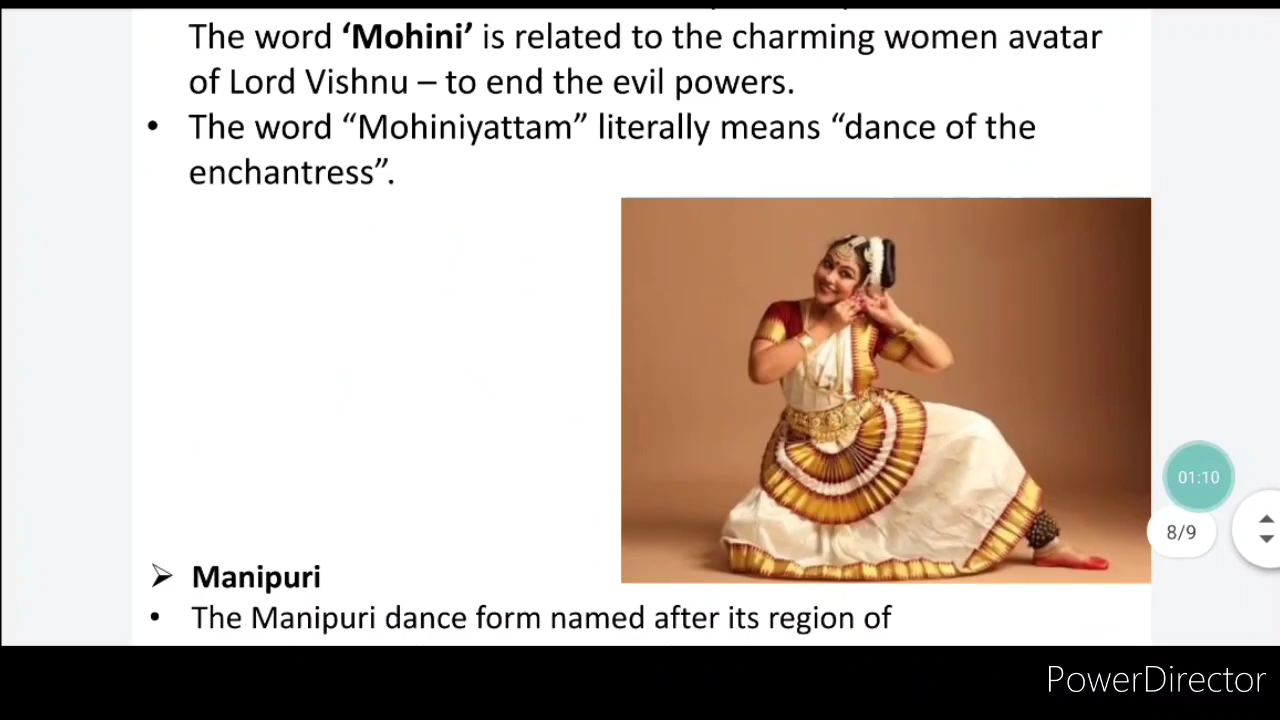 The word ‘Mohini’ is related to the charming women avatar
of Lord Vishnu – to end the evil powers.
• The word “Mohiniyattam” literally means “dance of the
enchantress”.
01:10
8/9
➢ Manipuri
• The Manipuri dance form named after its region of
PowerDirector